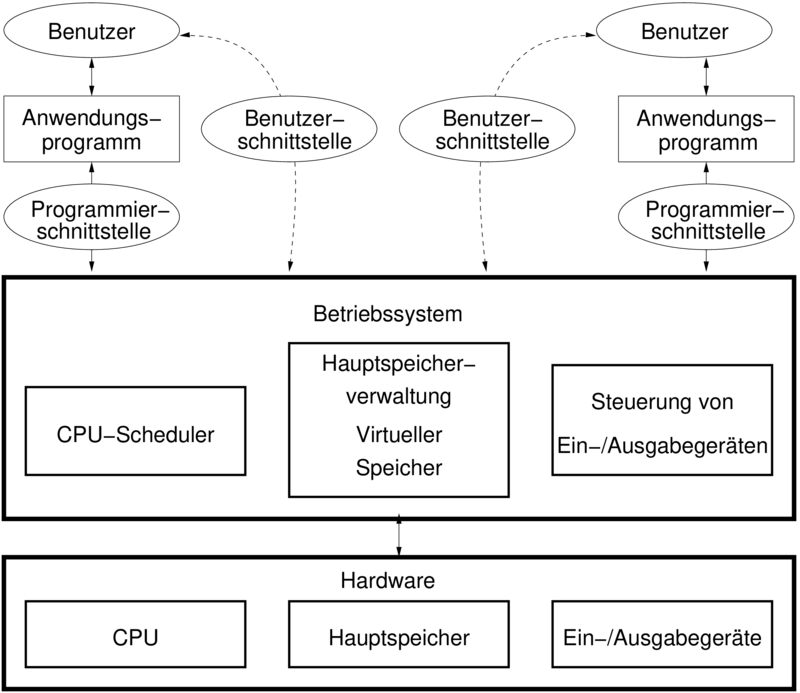 Benutzer
Benutzer
Anwendungs−
programm
Benutzer−
schnittstelle
Benutzer−
schnittstelle
Anwendungs−
programm
Programmier−
schnittstelle
Programmier−
schnittstelle
Betriebssystem
CPU−Scheduler
Hauptspeicher−
verwaltung
Virtueller
Speicher
Steuerung von
Ein−/Ausgabegeräten
Hardware
CPU
Hauptspeicher
Ein−/Ausgabegeräte